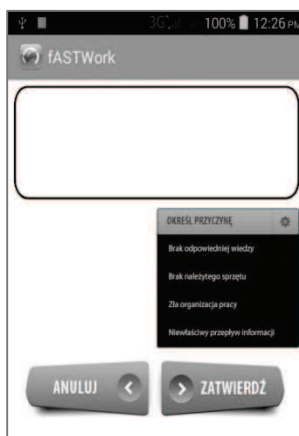 3G 100% 12:26 PM
fASTWork
OKREŚL PRZYCZYNĘ
Brak odpowiedniej wiedzy
Brak należytego sprzętu
Zła organizacja pracy
Niewłaściwy przepływ informacji
ANULUJ ZATWIERDŹ